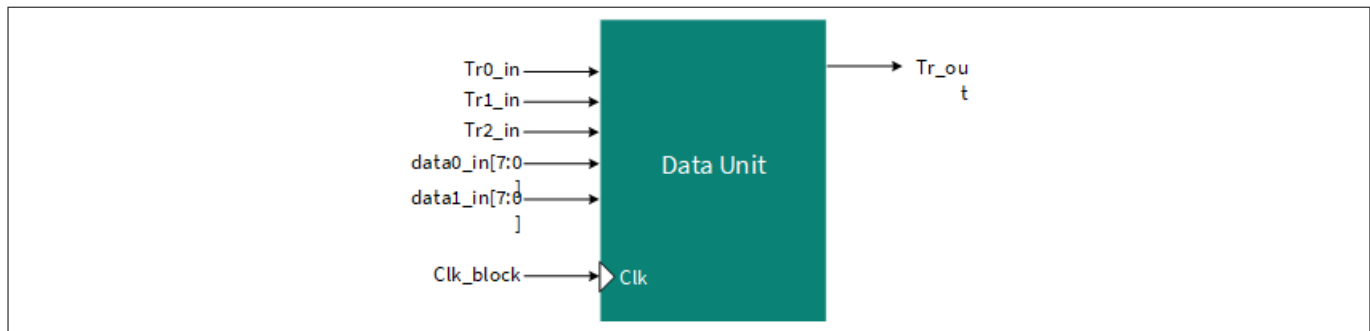 Tr0_in
Tr1_in
Tr2_in
data0_in[7:0
]
data1_in[7:0
]
Clk_block
Clk
Data Unit
Tr_ou
t